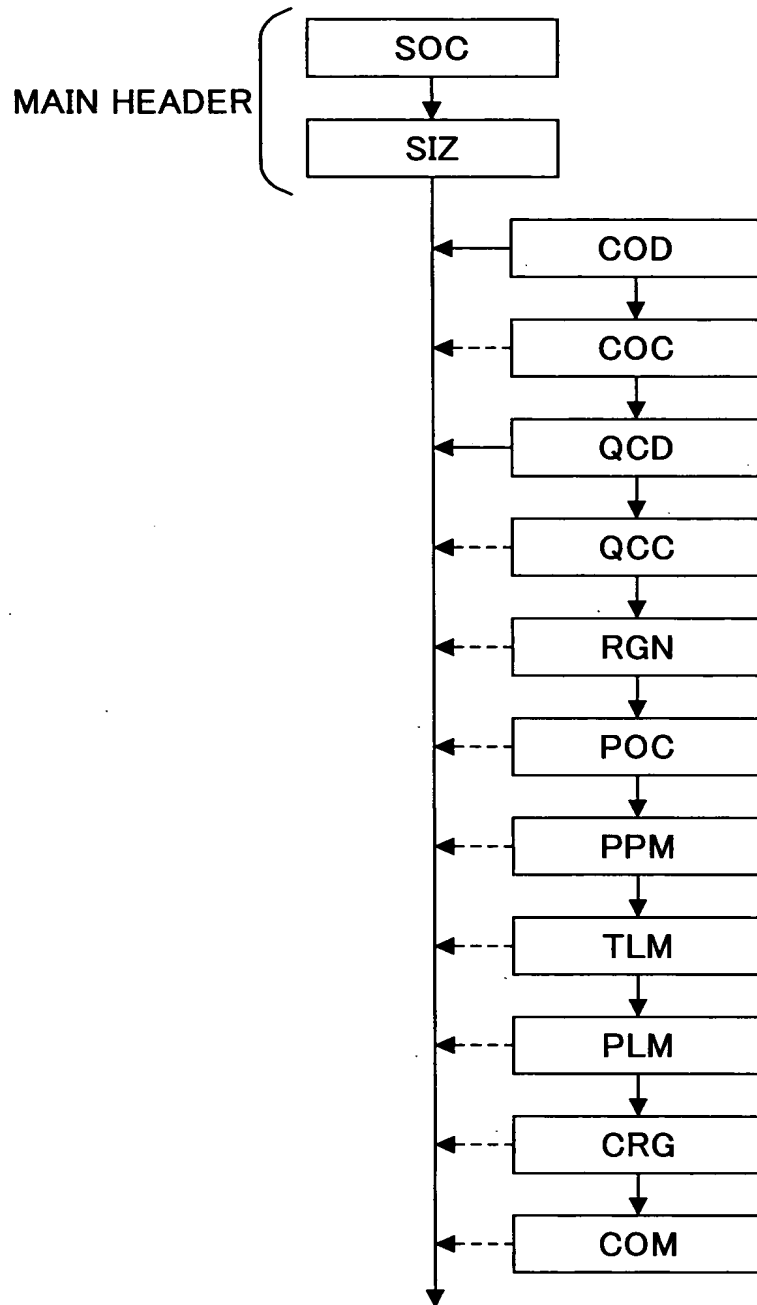 SOC
MAIN HEADER
SIZ
COD
COC
QCD
QCC
RGN
POC
PPM
TLM
PLM
CRG
COM